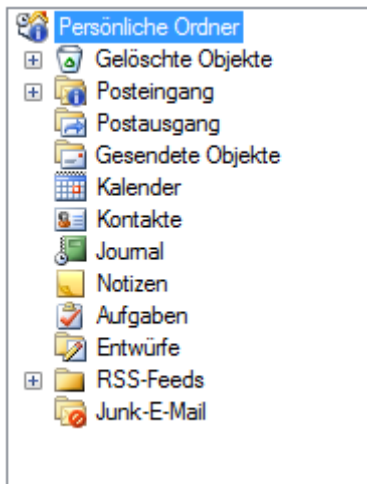 Persönliche Ordner
Gelöschte Objekte
Posteingang
Postausgang
Gesendete Objekte
Kalender
Kontakte
Journal
Notizen
Aufgaben
Entwürfe
RSS-Feeds
Junk-E-Mail